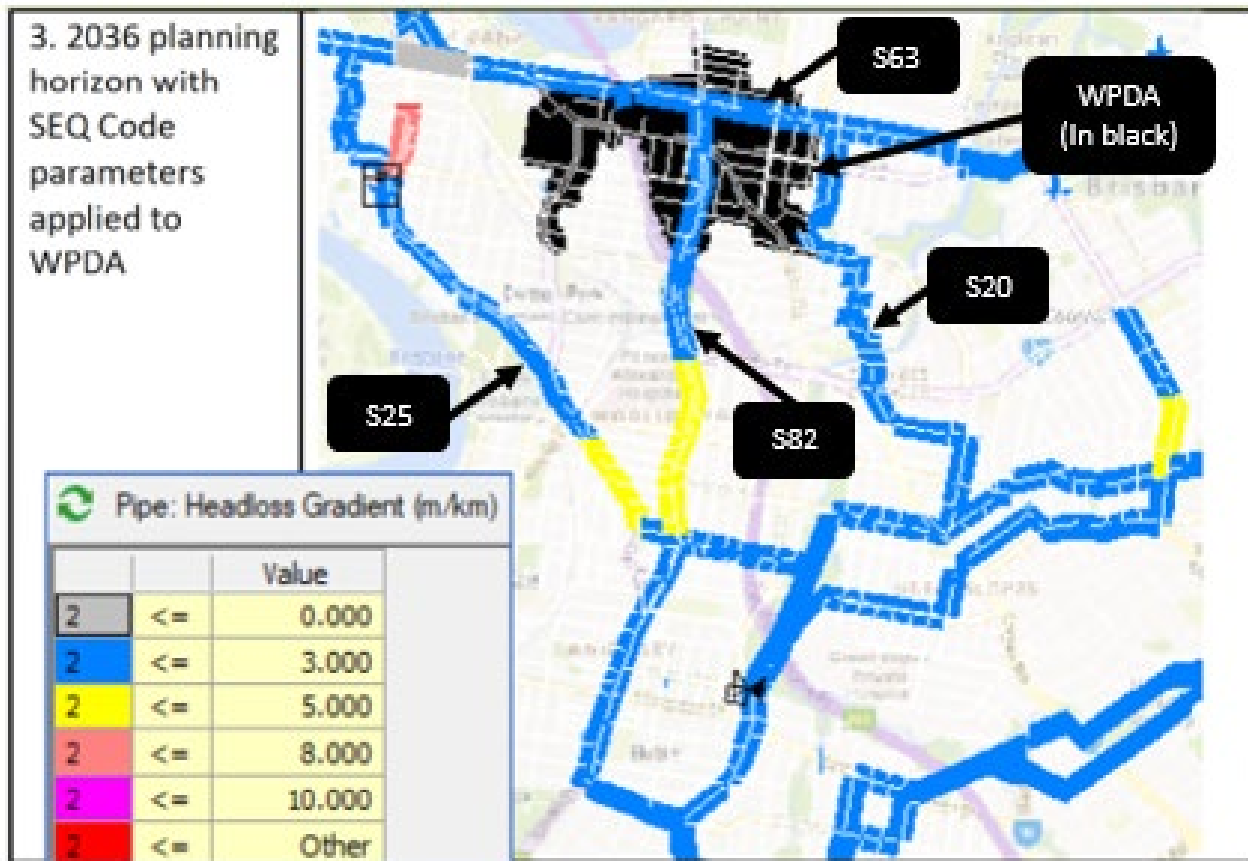 3. 2036 planning
horizon with
SEQ Code
parameters
applied to
WPDA
S63
WPDA
(In black)
Brisbar
S20
S25
S82
Pipe: Headloss Gradient (m/km)
Value
2 <= 0.000
2 <= 3.000
2 <= 5.000
2 <= 8.000
2 <= 10.000
2 <= Other